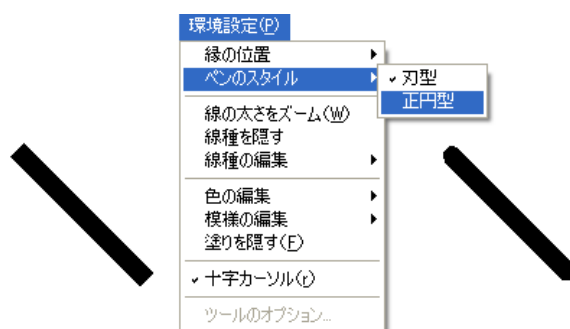 環境設定(P)
縁の位置
ペンのスタイル
刃型
正円型
線の太さをズーム(W)
線種を隠す
線種の編集
色の編集
模様の編集
塗りを隠す(F)
十字カーソル(r)
ツールのオプション...